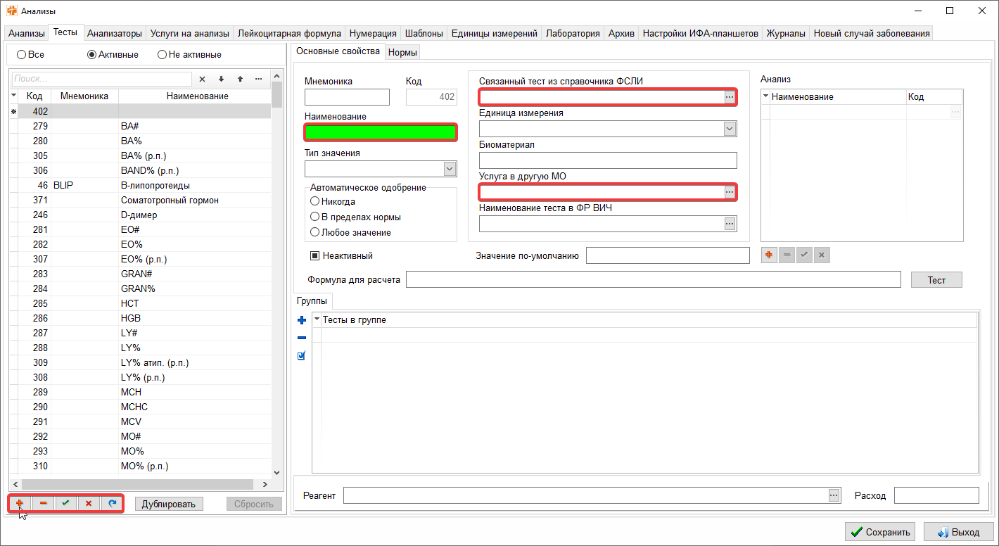 Анализы
Анализы Тесты Анализаторы Услуги на анализы Лейкоцитарная формула Нумерация Шаблоны Единицы измерений Лаборатория Архив Настройки ИФА-планшетов Журналы Новый случай заболевания
Все Активные Не активные
Поиск...
Код Мнемоника Наименование
402
279 BA#
280 BA%
305 BA% (р.п.)
306 BAND% (р.п.)
46 BLIP B-липопротеиды
371 Cоматотропный гормон
246 D-димер
281 EO#
282 EO%
307 EO% (р.п.)
283 GRAN#
284 GRAN%
285 HCT
286 HGB
287 LY#
288 LY%
309 LY% атип. (р.п.)
308 LY% (р.п.)
289 MCH
290 MCHC
291 MCV
292 MO#
293 MO%
310 MO% (р.п.)
Дублировать Сбросить
Основные свойства Нормы
Мнемоника Код
402
Наименование
Тип значения
Автоматическое одобрение
Никогда
В пределах нормы
Любое значение
Неактивный
Связанный тест из справочника ФСЛИ
Единица измерения
Биоматериал
Услуга в другую МО
Наименование теста в ФР ВИЧ
Значение по-умолчанию
Анализ
Наименование Код
Формула для расчета Тест
Группы
Тесты в группе
Реагент Расход
Сохранить Выход